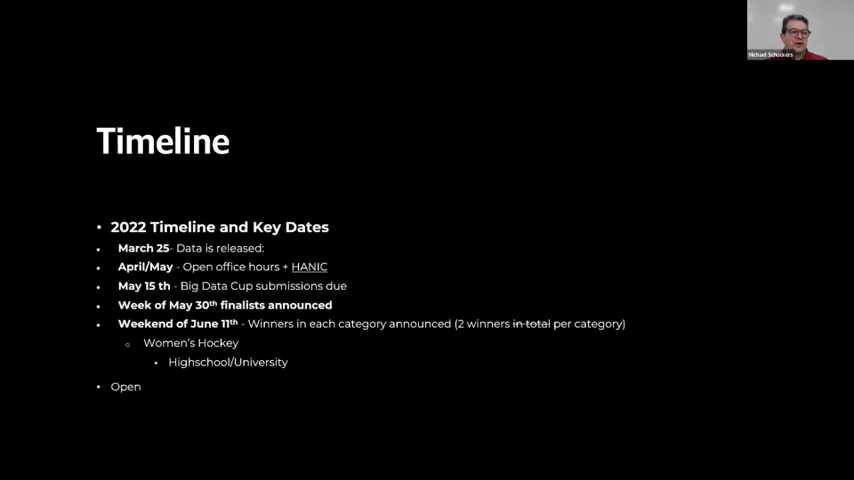 Michael Schuckers
Timeline
• 2022 Timeline and Key Dates
• March 25- Data is released:
• April/May - Open office hours + HANIC
• May 15 th - Big Data Cup submissions due
• Week of May 30th finalists announced
• Weekend of June 11th - Winners in each category announced (2 winners in total per category)
○ Women's Hockey
▪ Highschool/University
• Open